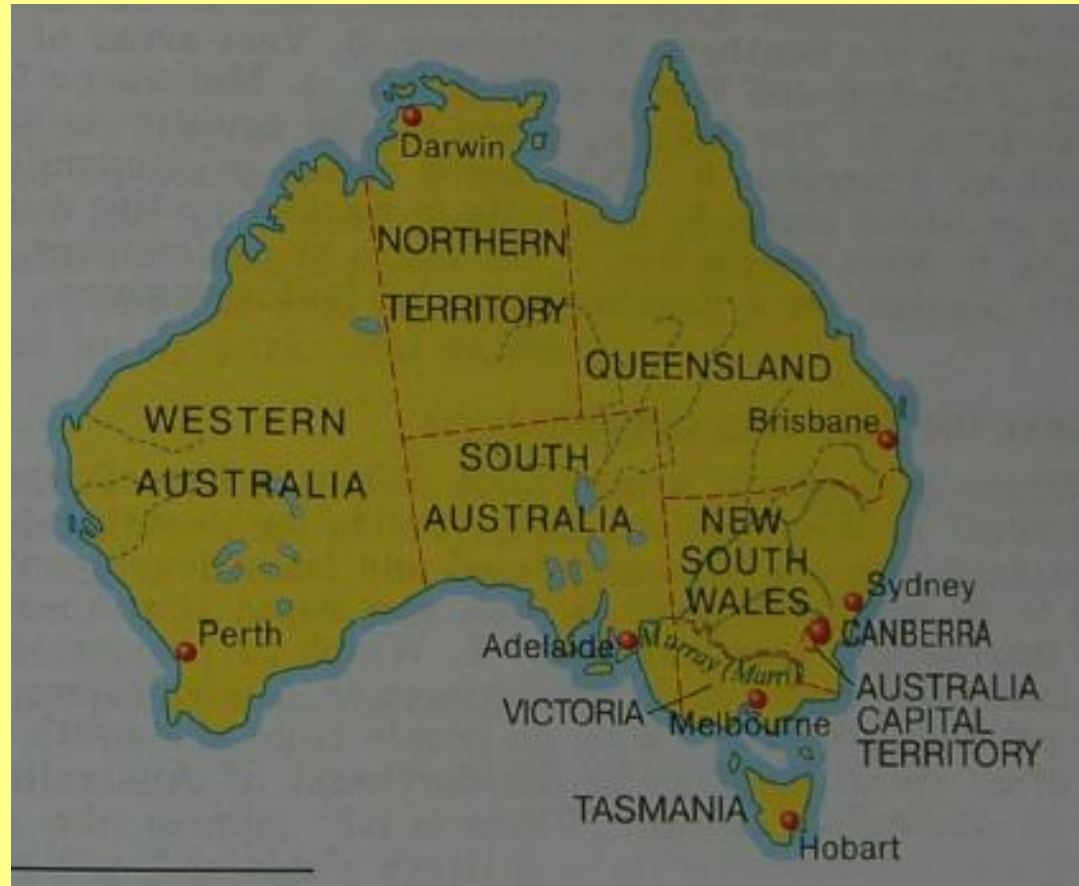 Darwin
NORTHERN
TERRITORY
QUEENSLAND
Brisbane
WESTERN
AUSTRALIA
SOUTH
AUSTRALIA
NEW
SOUTH
WALES
Sydney
Perth
Adelaide
Murray (Marri)
CANBERRA
VICTORIA
Melbourne
AUSTRALIA
CAPITAL
TERRITORY
TASMANIA
Hobart